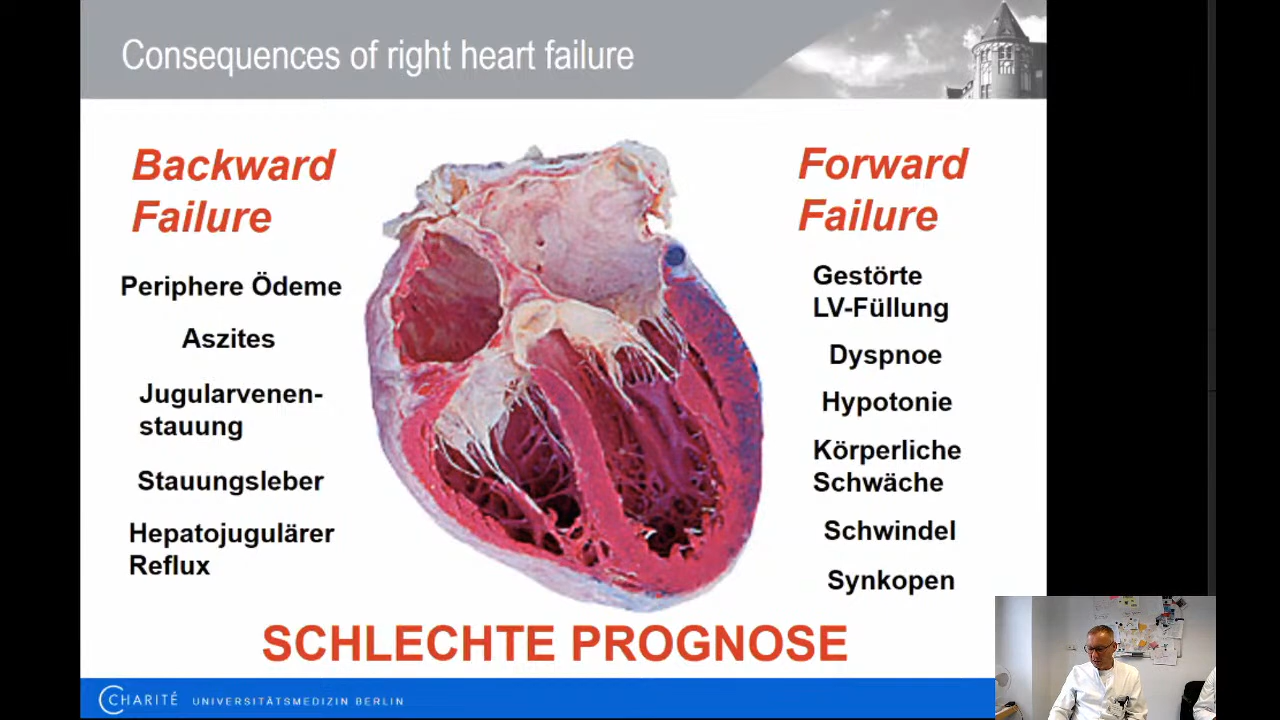 Consequences of right heart failure
Backward
Failure
Periphere Ödeme
Aszites
Jugularvenen-
stauung
Stauungsleber
Hepatojugulärer
Reflux
Forward
Failure
Gestörte
LV-Füllung
Dyspnoe
Hypotonie
Körperliche
Schwäche
Schwindel
Synkopen
SCHLECHTE PROGNOSE
CHARITÉ UNIVERSITÄTSMEDIZIN BERLIN